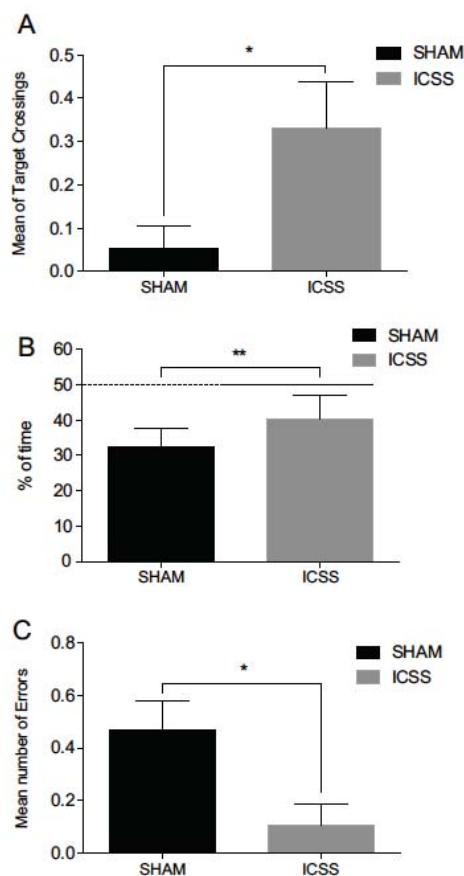 A
SHAM
ICSS
*
Mean of Target Crossings
0.5
0.4
0.3
0.2
0.1
0.0
SHAM ICSS
B
SHAM
ICSS
**
% of time
60
50
40
30
20
10
0
SHAM ICSS
C
SHAM
ICSS
*
Mean number of Errors
0.8
0.6
0.4
0.2
0.0
SHAM ICSS